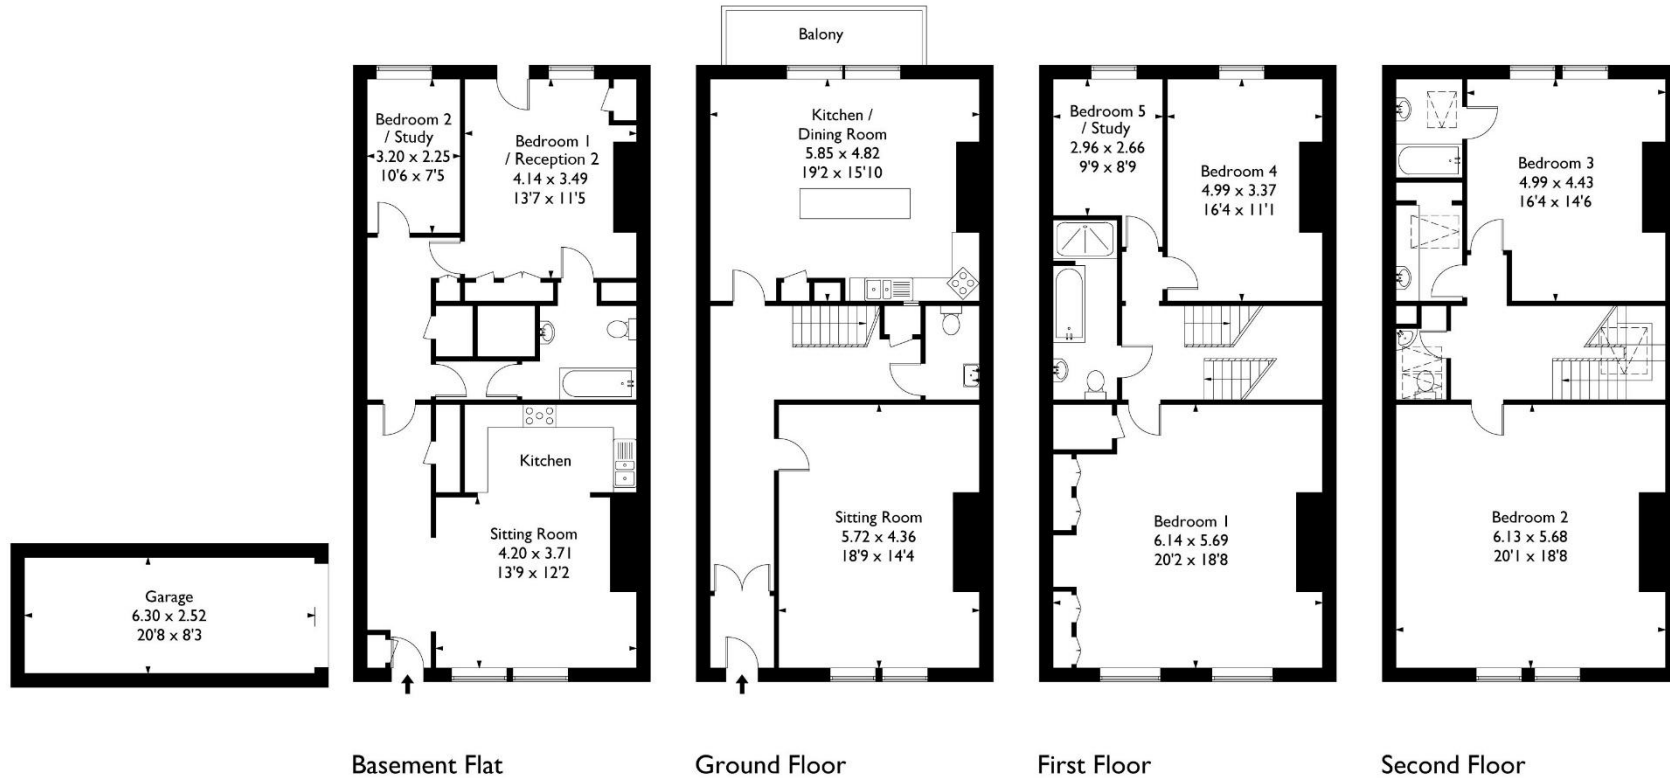 Balony
Bedroom 2
/ Study
3.20 x 2.25
10'6 x 7'5
Bedroom 1
/ Reception 2
4.14 x 3.49
13'7 x 11'5
Kitchen
Sitting Room
4.20 x 3.71
13'9 x 12'2
Garage
6.30 x 2.52
20'8 x 8'3
Kitchen /
Dining Room
5.85 x 4.82
19'2 x 15'10
Sitting Room
5.72 x 4.36
18'9 x 14'4
Bedroom 5
/ Study
2.96 x 2.66
9'9 x 8'9
Bedroom 4
4.99 x 3.37
16'4 x 11'1
Bedroom 1
6.14 x 5.69
20'2 x 18'8
Bedroom 3
4.99 x 4.43
16'4 x 14'6
Bedroom 2
6.13 x 5.68
20'1 x 18'8
Basement Flat
Ground Floor
First Floor
Second Floor